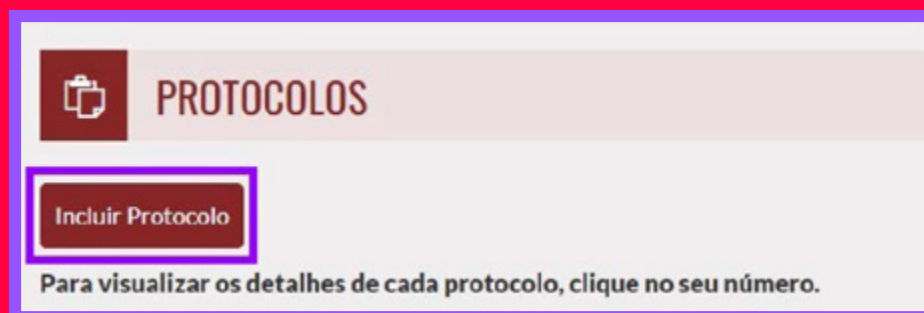 PROTOCOLOS
Incluir Protocolo
Para visualizar os detalhes de cada protocolo, clique no seu número.